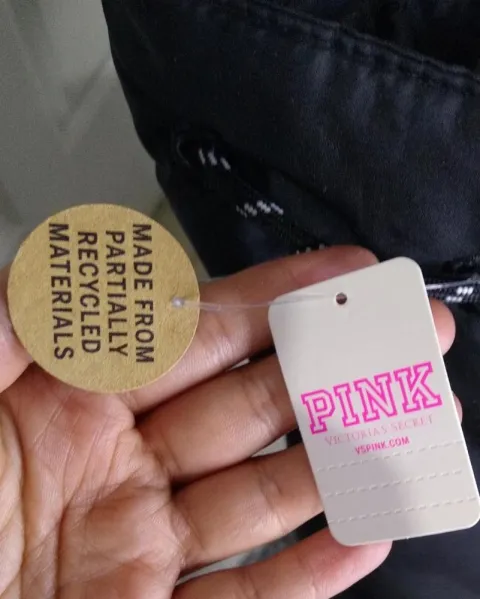 MADE FROM
PARTIALLY
RECYCLED
MATERIALS
PINK
VICTORIA'S SECRET
VSPINK.COM